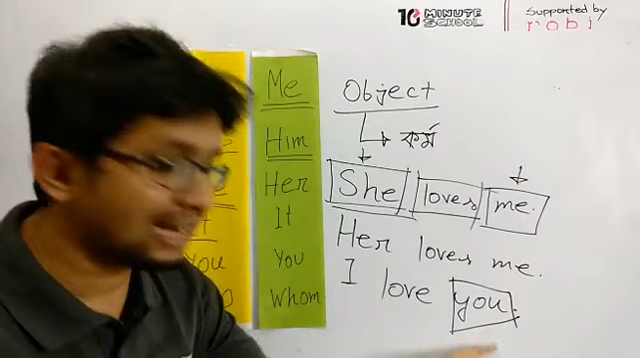 10 MINUTE SCHOOL
Supported by
robi
Me
Him
Her
It
You
Whom
You
Object
কর্ম
She loves me.
Her loves me.
I love you.